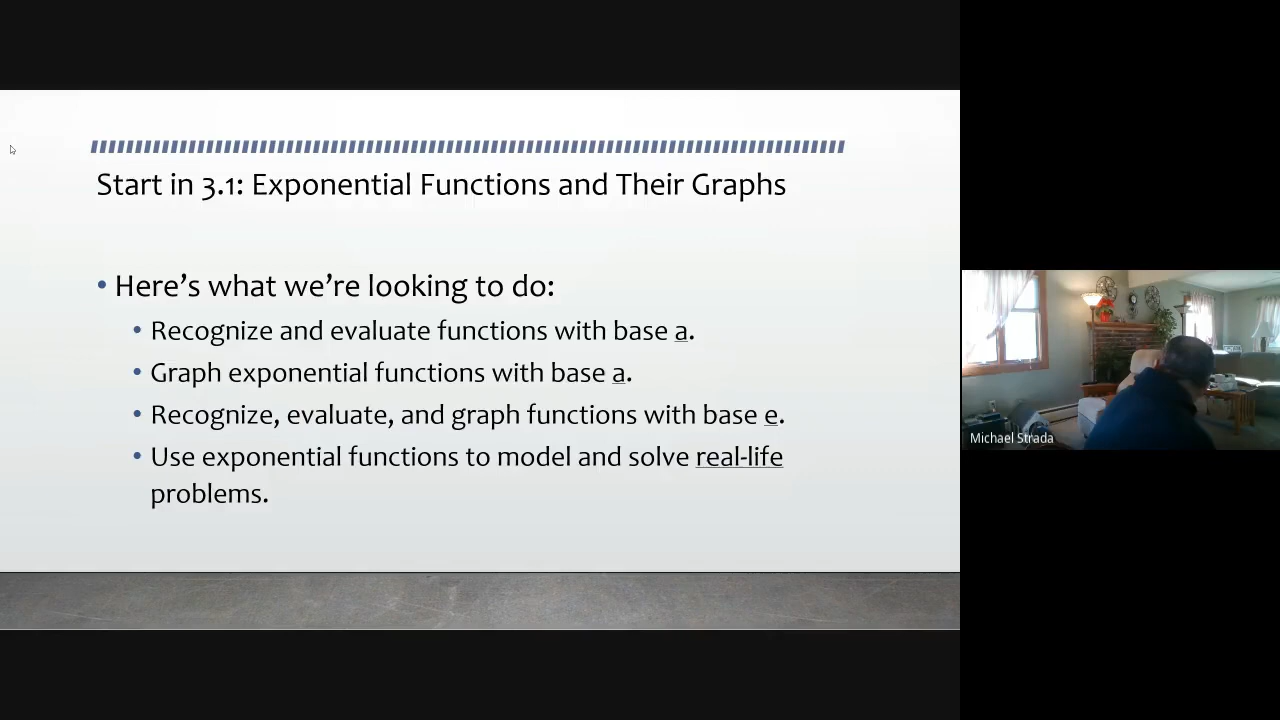 Start in 3.1: Exponential Functions and Their Graphs
• Here’s what we’re looking to do:
• Recognize and evaluate functions with base a.
• Graph exponential functions with base a.
• Recognize, evaluate, and graph functions with base e.
• Use exponential functions to model and solve real-life
problems.
Michael Strada